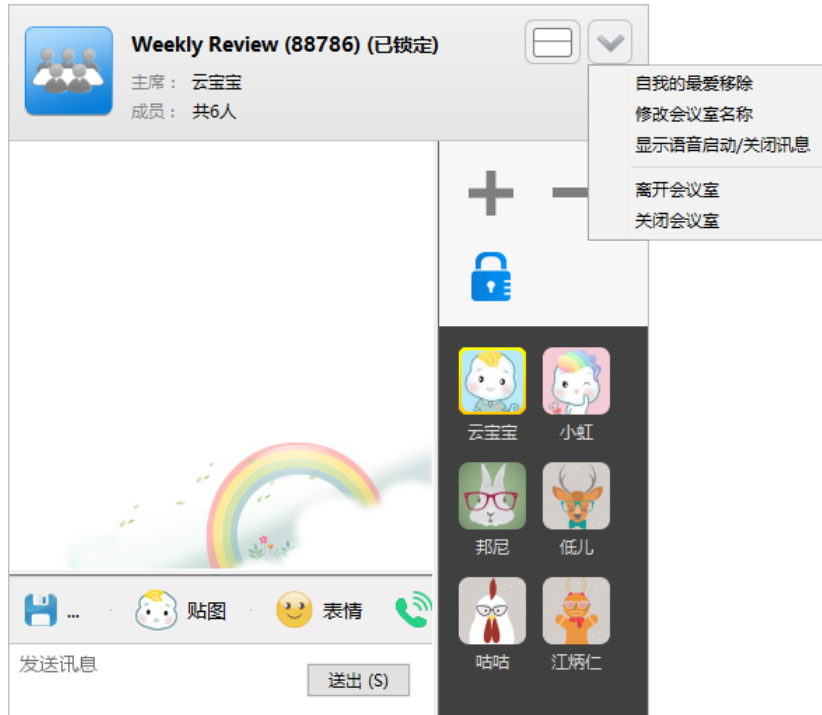 Weekly Review (88786) (已锁定)
主席： 云宝宝
成员： 共6人
自我的最爱移除
修改会议室名称
显示语音启动/关闭讯息
离开会议室
关闭会议室
云宝宝 小虹
邦尼 低儿
咕咕 江炳仁
... 贴图 表情
发送讯息
送出 (S)